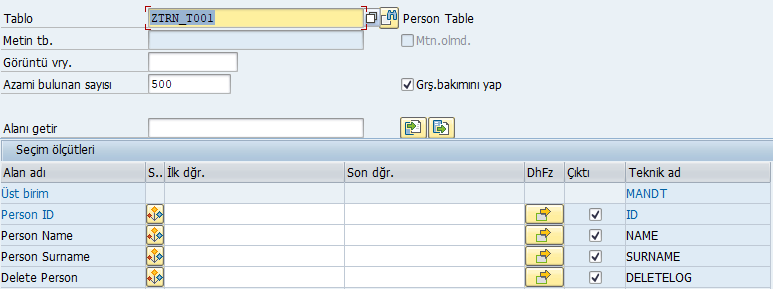 Tablo ZTRN_T001 Person Table
Metin tb. Mtn.olmd.
Görüntü vry.
Azami bulunan sayısı 500 Grş.bakımını yap
Alanı getir
Seçim ölçütleri
Alan adı S.. İlk dğr. Son dğr. DhFz Çıktı Teknik ad
Üst birim MANDT
Person ID ID
Person Name NAME
Person Surname SURNAME
Delete Person DELETELOG